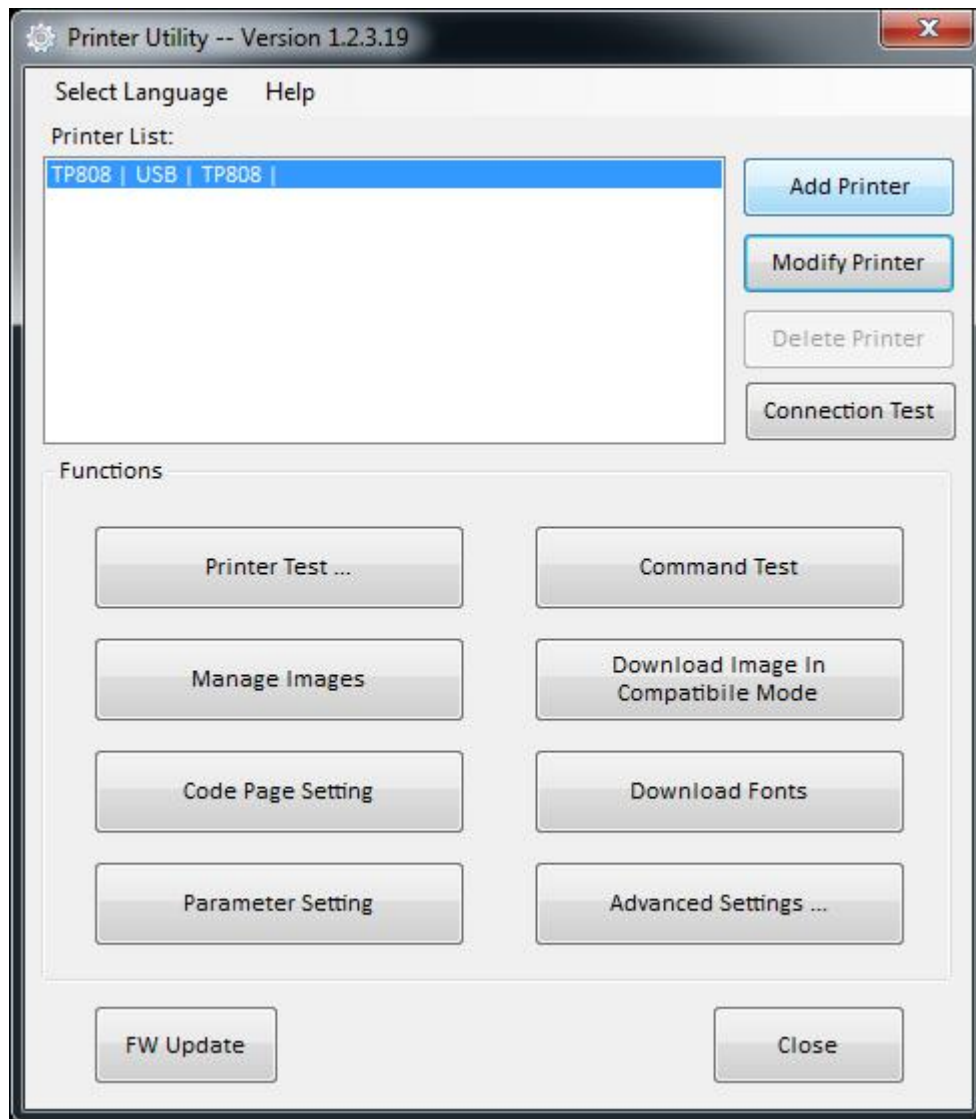 Printer Utility -- Version 1.2.3.19
Select Language Help
Printer List:
TP808 | USB | TP808 |
Add Printer
Modify Printer
Delete Printer
Connection Test
Functions
Printer Test ...
Command Test
Manage Images
Download Image In
Compatibile Mode
Code Page Setting
Download Fonts
Parameter Setting
Advanced Settings ...
FW Update
Close